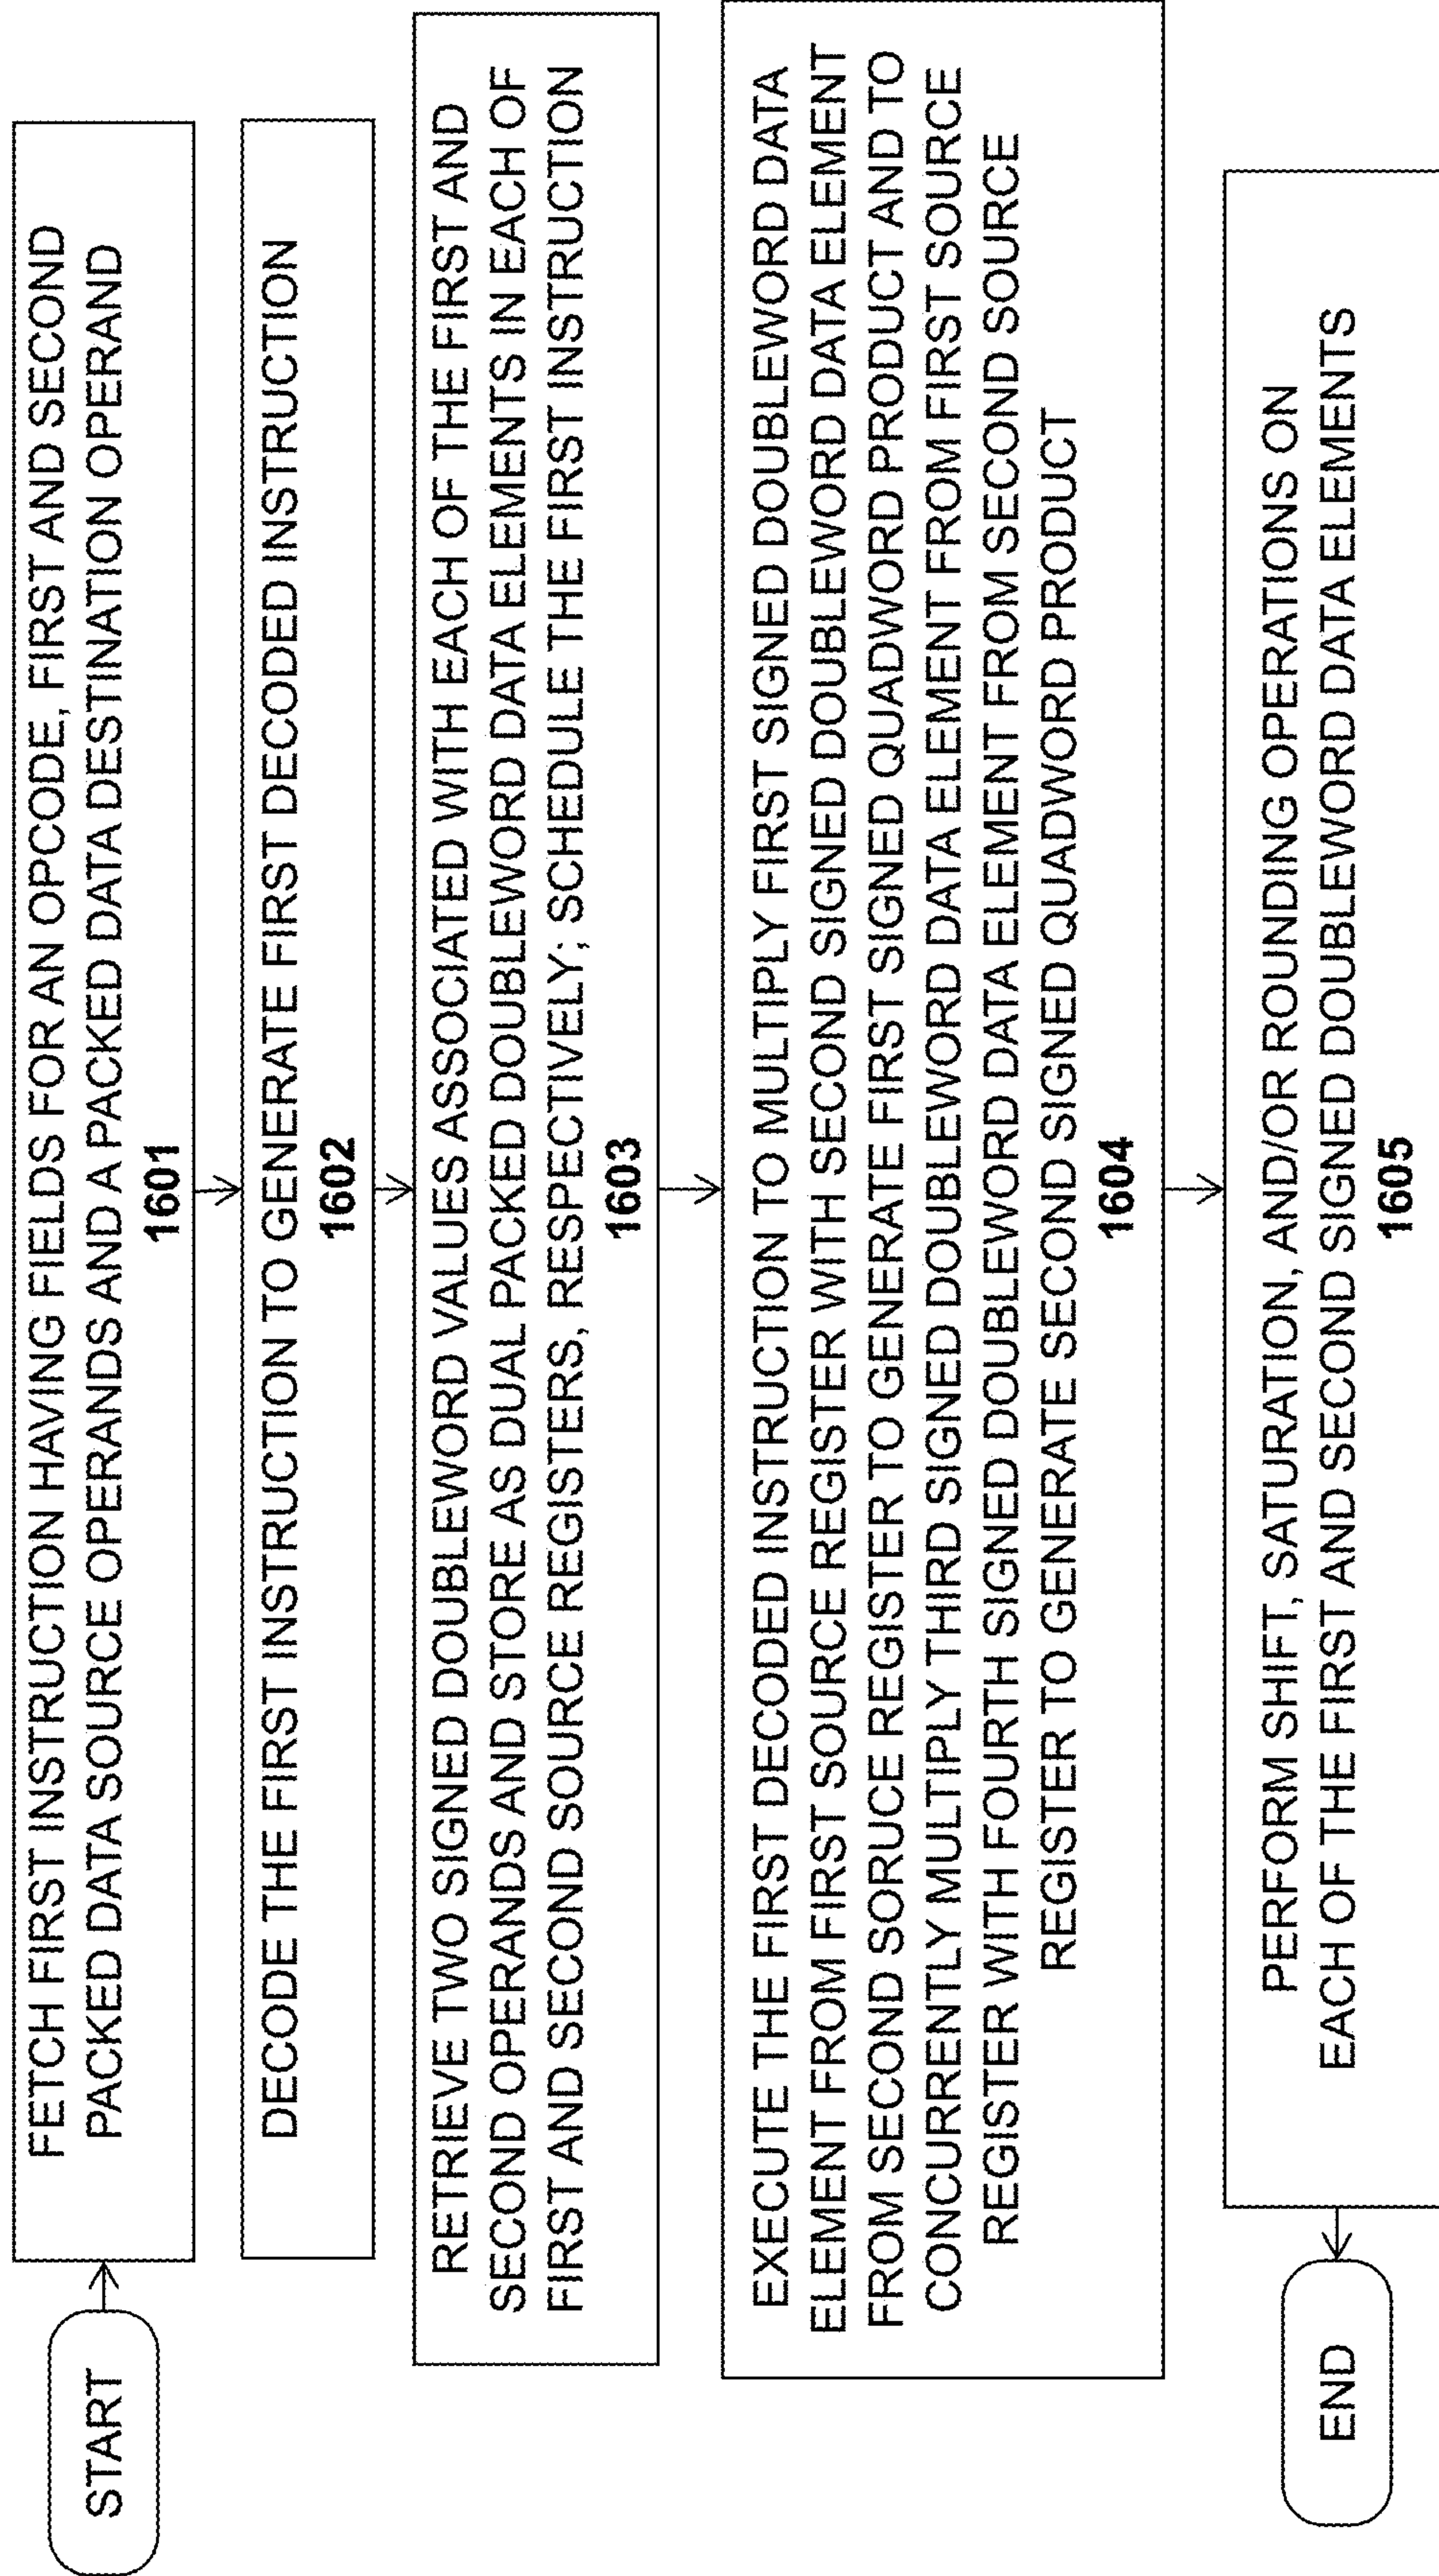 START
FETCH FIRST INSTRUCTION HAVING FIELDS FOR AN OPCODE, FIRST AND SECOND
PACKED DATA SOURCE OPERANDS AND A PACKED DATA DESTINATION OPERAND
1601
DECODE THE FIRST INSTRUCTION TO GENERATE FIRST DECODED INSTRUCTION
1602
RETRIEVE TWO SIGNED DOUBLEWORD VALUES ASSOCIATED WITH EACH OF THE FIRST AND
SECOND OPERANDS AND STORE AS DUAL PACKED DOUBLEWORD DATA ELEMENTS IN EACH OF
FIRST AND SECOND SOURCE REGISTERS, RESPECTIVELY; SCHEDULE THE FIRST INSTRUCTION
1603
EXECUTE THE FIRST DECODED INSTRUCTION TO MULTIPLY FIRST SIGNED DOUBLEWORD DATA
ELEMENT FROM FIRST SOURCE REGISTER WITH SECOND SIGNED DOUBLEWORD DATA ELEMENT
FROM SECOND SORUCE REGISTER TO GENERATE FIRST SIGNED QUADWORD PRODUCT AND TO
CONCURRENTLY MULTIPLY THIRD SIGNED DOUBLEWORD DATA ELEMENT FROM FIRST SOURCE
REGISTER WITH FOURTH SIGNED DOUBLEWORD DATA ELEMENT FROM SECOND SOURCE
REGISTER TO GENERATE SECOND SIGNED QUADWORD PRODUCT
1604
PERFORM SHIFT, SATURATION, AND/OR ROUNDING OPERATIONS ON
EACH OF THE FIRST AND SECOND SIGNED DOUBLEWORD DATA ELEMENTS
1605
END